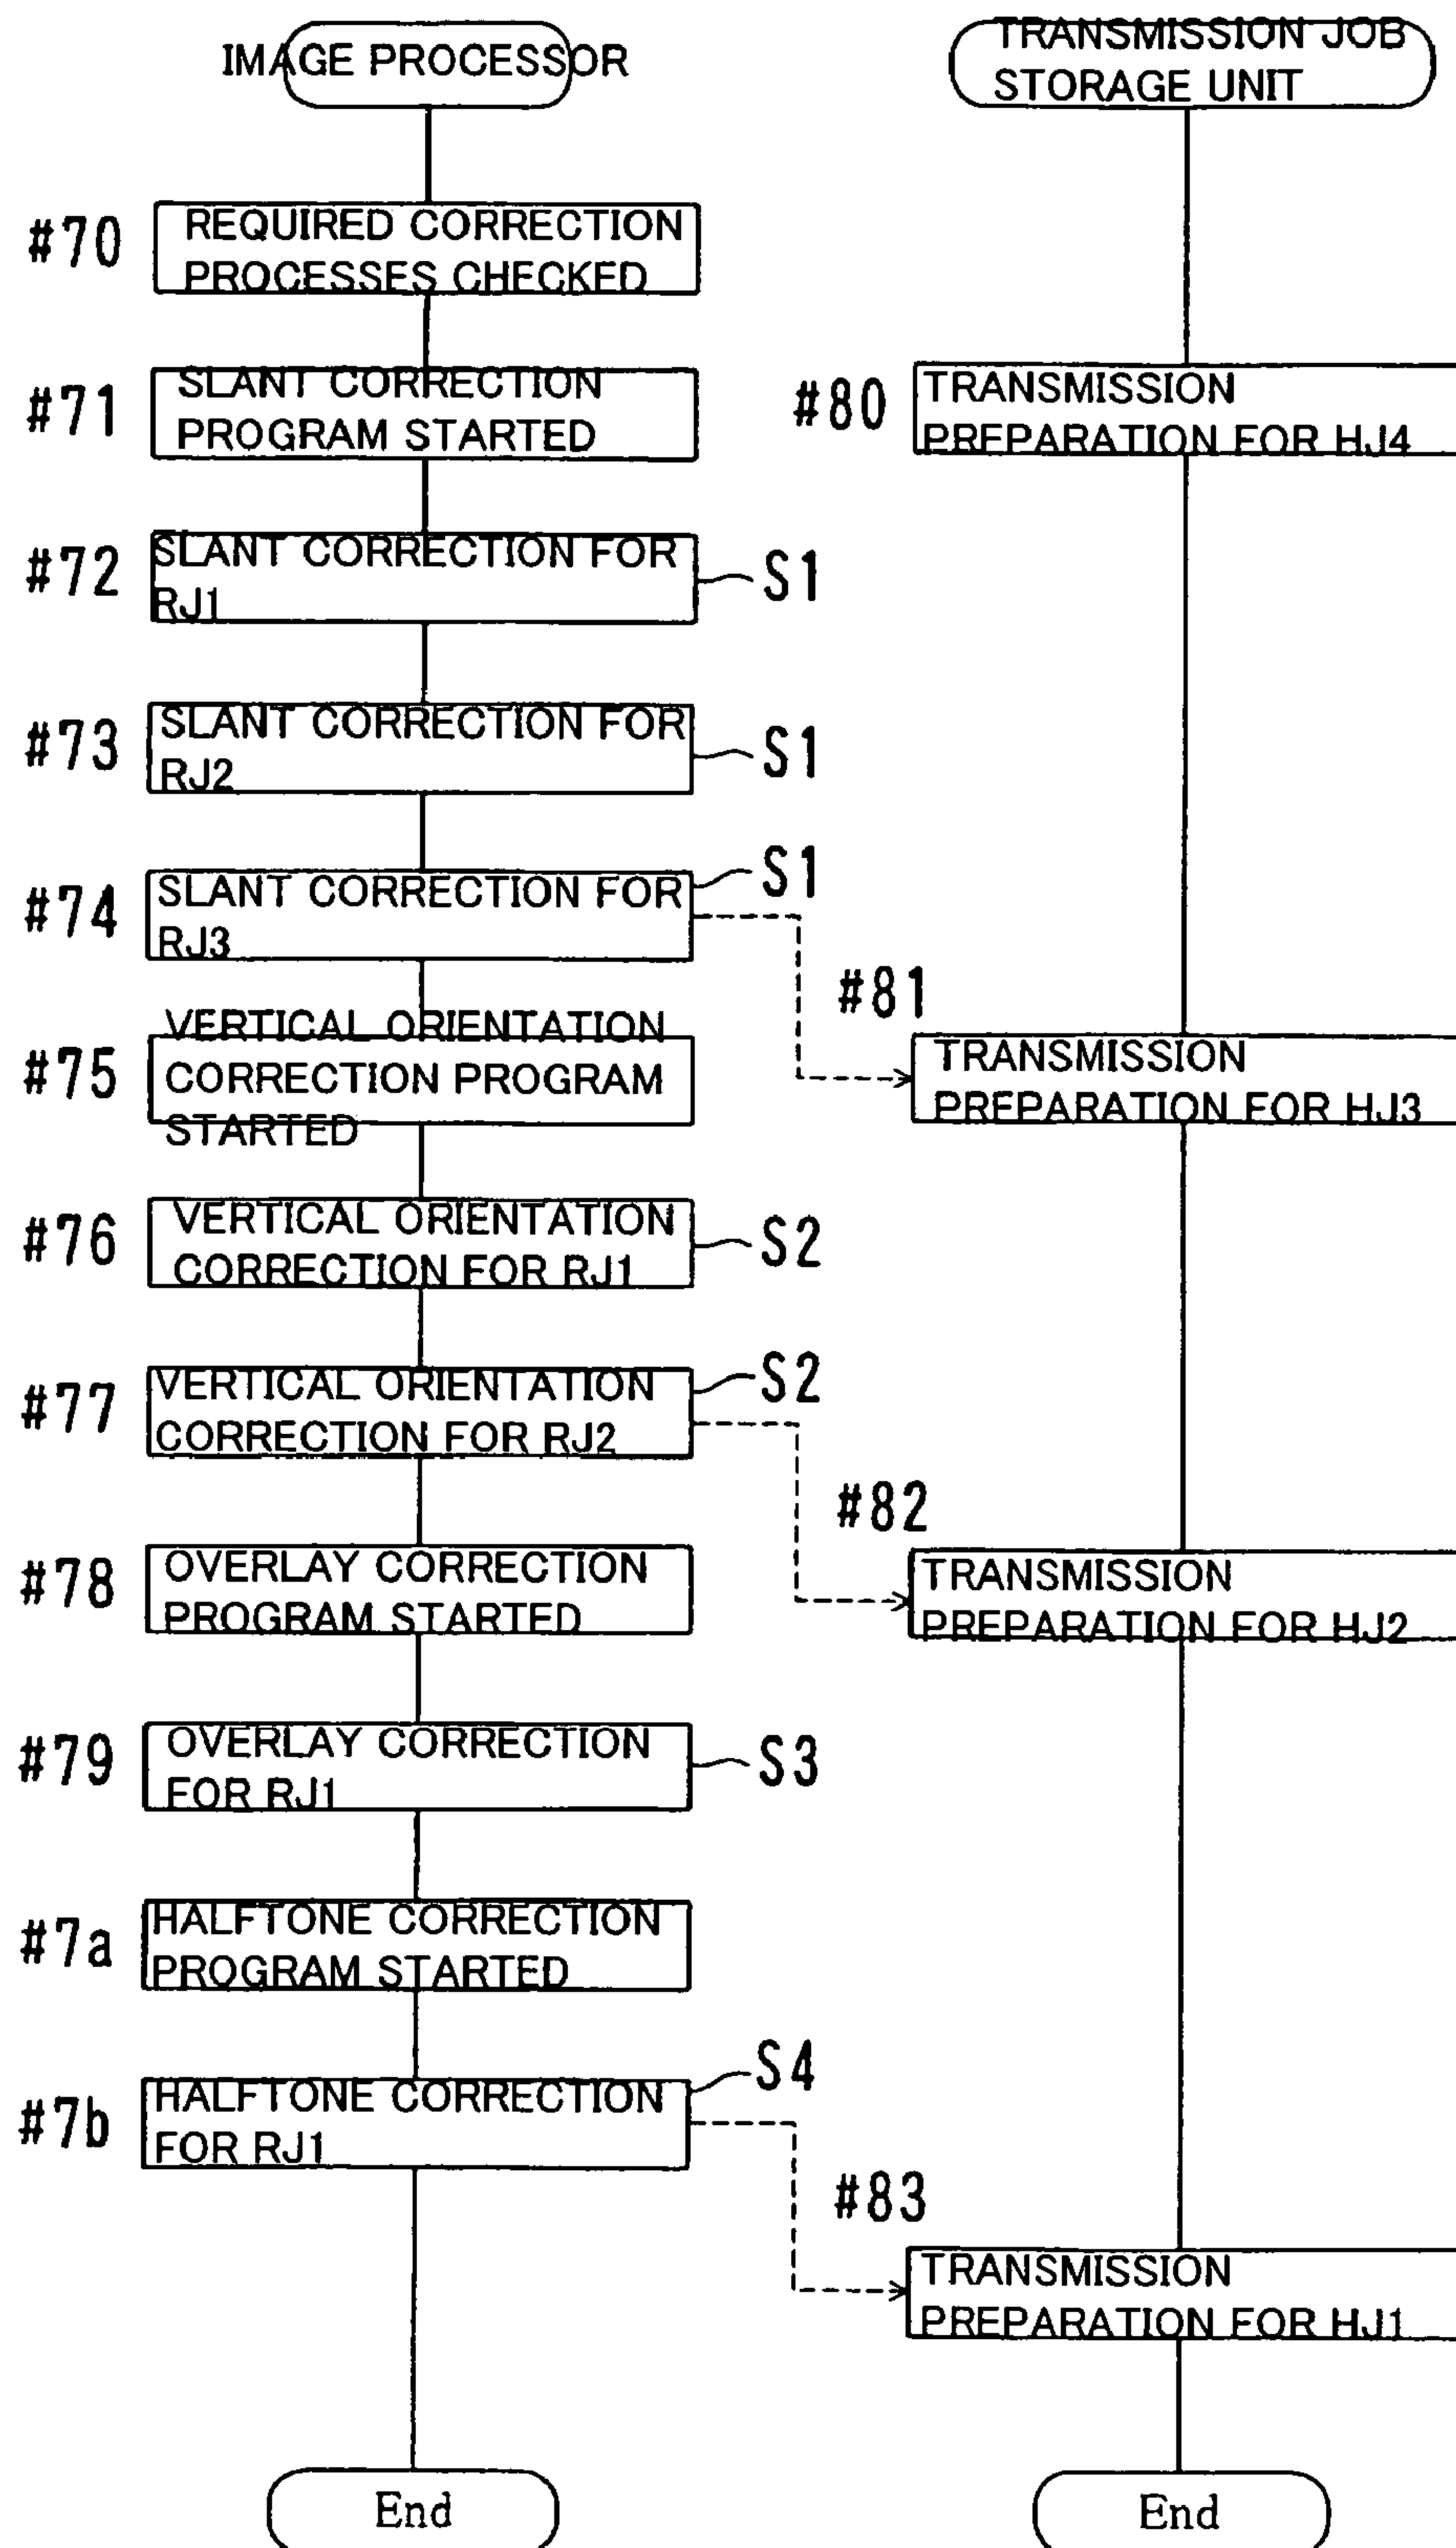 IMAGE PROCESSOR
#70
REQUIRED CORRECTION
PROCESSES CHECKED
#71
SLANT CORRECTION
PROGRAM STARTED
#72
SLANT CORRECTION FOR
RJ1
S1
#73
SLANT CORRECTION FOR
RJ2
S1
#74
SLANT CORRECTION FOR
RJ3
S1
#75
VERTICAL ORIENTATION
CORRECTION PROGRAM
STARTED
#76
VERTICAL ORIENTATION
CORRECTION FOR RJ1
S2
#77
VERTICAL ORIENTATION
CORRECTION FOR RJ2
S2
#78
OVERLAY CORRECTION
PROGRAM STARTED
#79
OVERLAY CORRECTION
FOR RJ1
S3
#7a
HALFTONE CORRECTION
PROGRAM STARTED
#7b
HALFTONE CORRECTION
FOR RJ1
S4
End
TRANSMISSION JOB
STORAGE UNIT
#80
TRANSMISSION
PREPARATION FOR HJ4
#81
TRANSMISSION
PREPARATION FOR HJ3
#82
TRANSMISSION
PREPARATION FOR HJ2
#83
TRANSMISSION
PREPARATION FOR HJ1
End